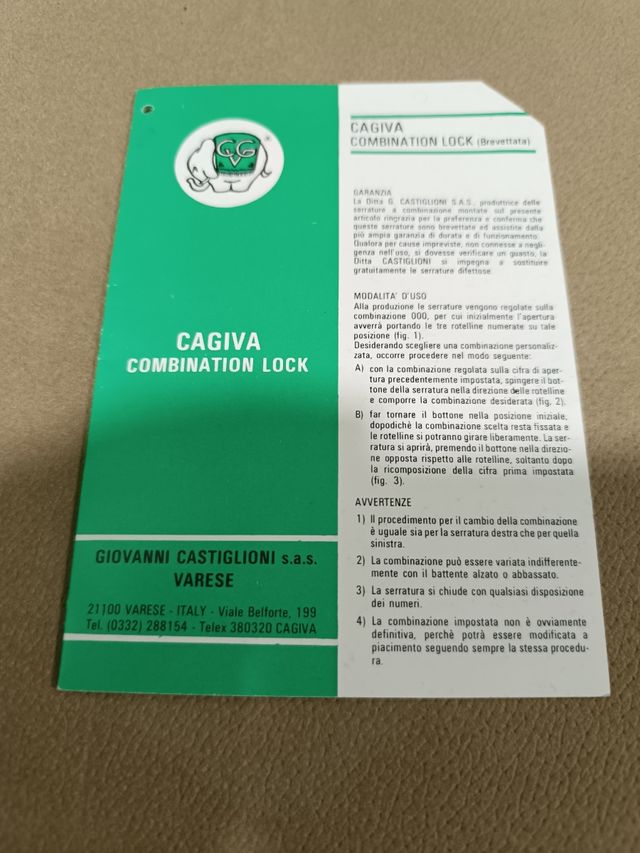 CVG
®
CAGIVA
COMBINATION LOCK
GIOVANNI CASTIGLIONI s.a.s.
VARESE
21100 VARESE - ITALY - Viale Belforte, 199
Tel. (0332) 288154 - Telex 380320 CAGIVA
CAGIVA
COMBINATION LOCK (Brevettata)
GARANZIA
La Ditta G. CASTIGLIONI S.A.S., produttrice delle
serrature a combinazione montate sul presente
articolo ringrazia per la preferenza e conferma che
queste serrature sono brevettate ed assistite dalla
più ampia garanzia di durata e di funzionamento.
Qualora per cause impreviste, non connesse a negli-
genza nell'uso, si dovesse verificare un guasto, la
Ditta CASTIGLIONI si impegna a sostituire
gratuitamente le serrature difettose.
MODALITA' D'USO
Alla produzione le serrature vengono regolate sulla
combinazione 000, per cui inizialmente l'apertura
avverrà portando le tre rotelline numerate su tale
posizione (fig. 1).
Desiderando scegliere una combinazione personaliz-
zata, occorre procedere nel modo seguente:
A) con la combinazione regolata sulla cifra di aper-
tura precedentemente impostata, spingere il bot-
tone della serratura nella direzione delle rotelline
e comporre la combinazione desiderata (fig. 2).
B) far tornare il bottone nella posizione iniziale,
dopodichè la combinazione scelta resta fissata e
le rotelline si potranno girare liberamente. La ser-
ratura si aprirà, premendo il bottone nella direzio-
ne opposta rispetto alle rotelline, soltanto dopo
la ricomposizione della cifra prima impostata
(fig. 3).
AVVERTENZE
1) Il procedimento per il cambio della combinazione
è uguale sia per la serratura destra che per quella
sinistra.
2) La combinazione può essere variata indifferente-
mente con il battente alzato o abbassato.
3) La serratura si chiude con qualsiasi disposizione
dei numeri.
4) La combinazione impostata non è ovviamente
definitiva, perchè potrà essere modificata a
piacimento seguendo sempre la stessa procedu-
ra.